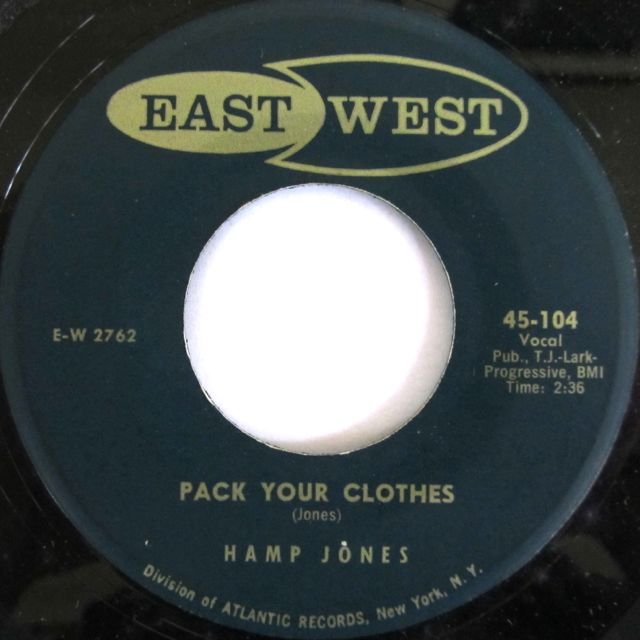 EAST WEST
E-W 2762
45-104
Vocal
Pub., T.J.-Lark-
Progressive, BMI
Time: 2:36
PACK YOUR CLOTHES
(Jones)
HAMP JONES
Division of ATLANTIC RECORDS, New York, N. Y.